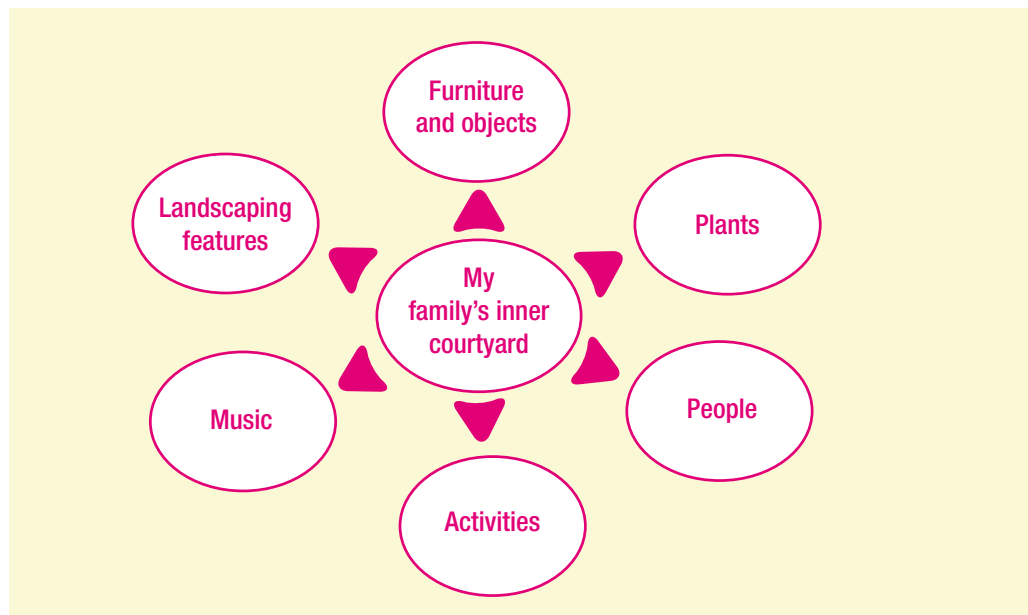 Furniture
and objects
Landscaping
features
Plants
My
family's inner
courtyard
Music
People
Activities